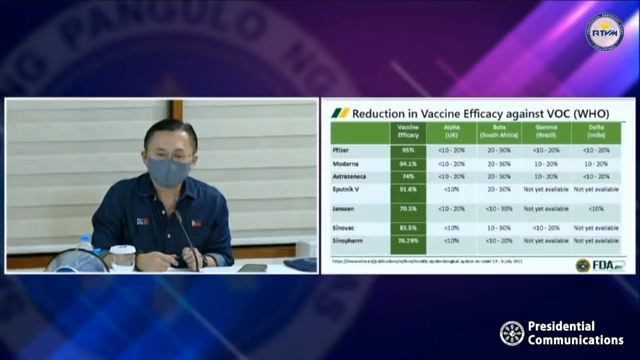 PANGULO NG
RTVM
Reduction in Vaccine Efficacy against VOC (WHO)
Vaccine Efficacy Alpha (UK) Beta (South Africa) Gamma (Brazil) Delta (India)
Pfizer 95% <10 - 20% 20 - 30% <10 - 20% <10 - 20%
Moderna 94.1% <10 - 20% 20 - 30% 10 - 20% 10 - 20%
Astrazeneca 74% <10 - 20% 20 - 30% <10 - 20% <10 - 20%
Sputnik V 91.6% <10% 20 - 30% Not yet available Not yet available
Janssen 70.3% <10 - 20% <10 - 30% <10 - 20% <10%
Sinovac 83.5% <10% 10 - 30% <10 - 20% Not yet available
Sinopharm 78.29% <10% <10 - 20% Not yet available Not yet available
FDA
Presidential
Communications